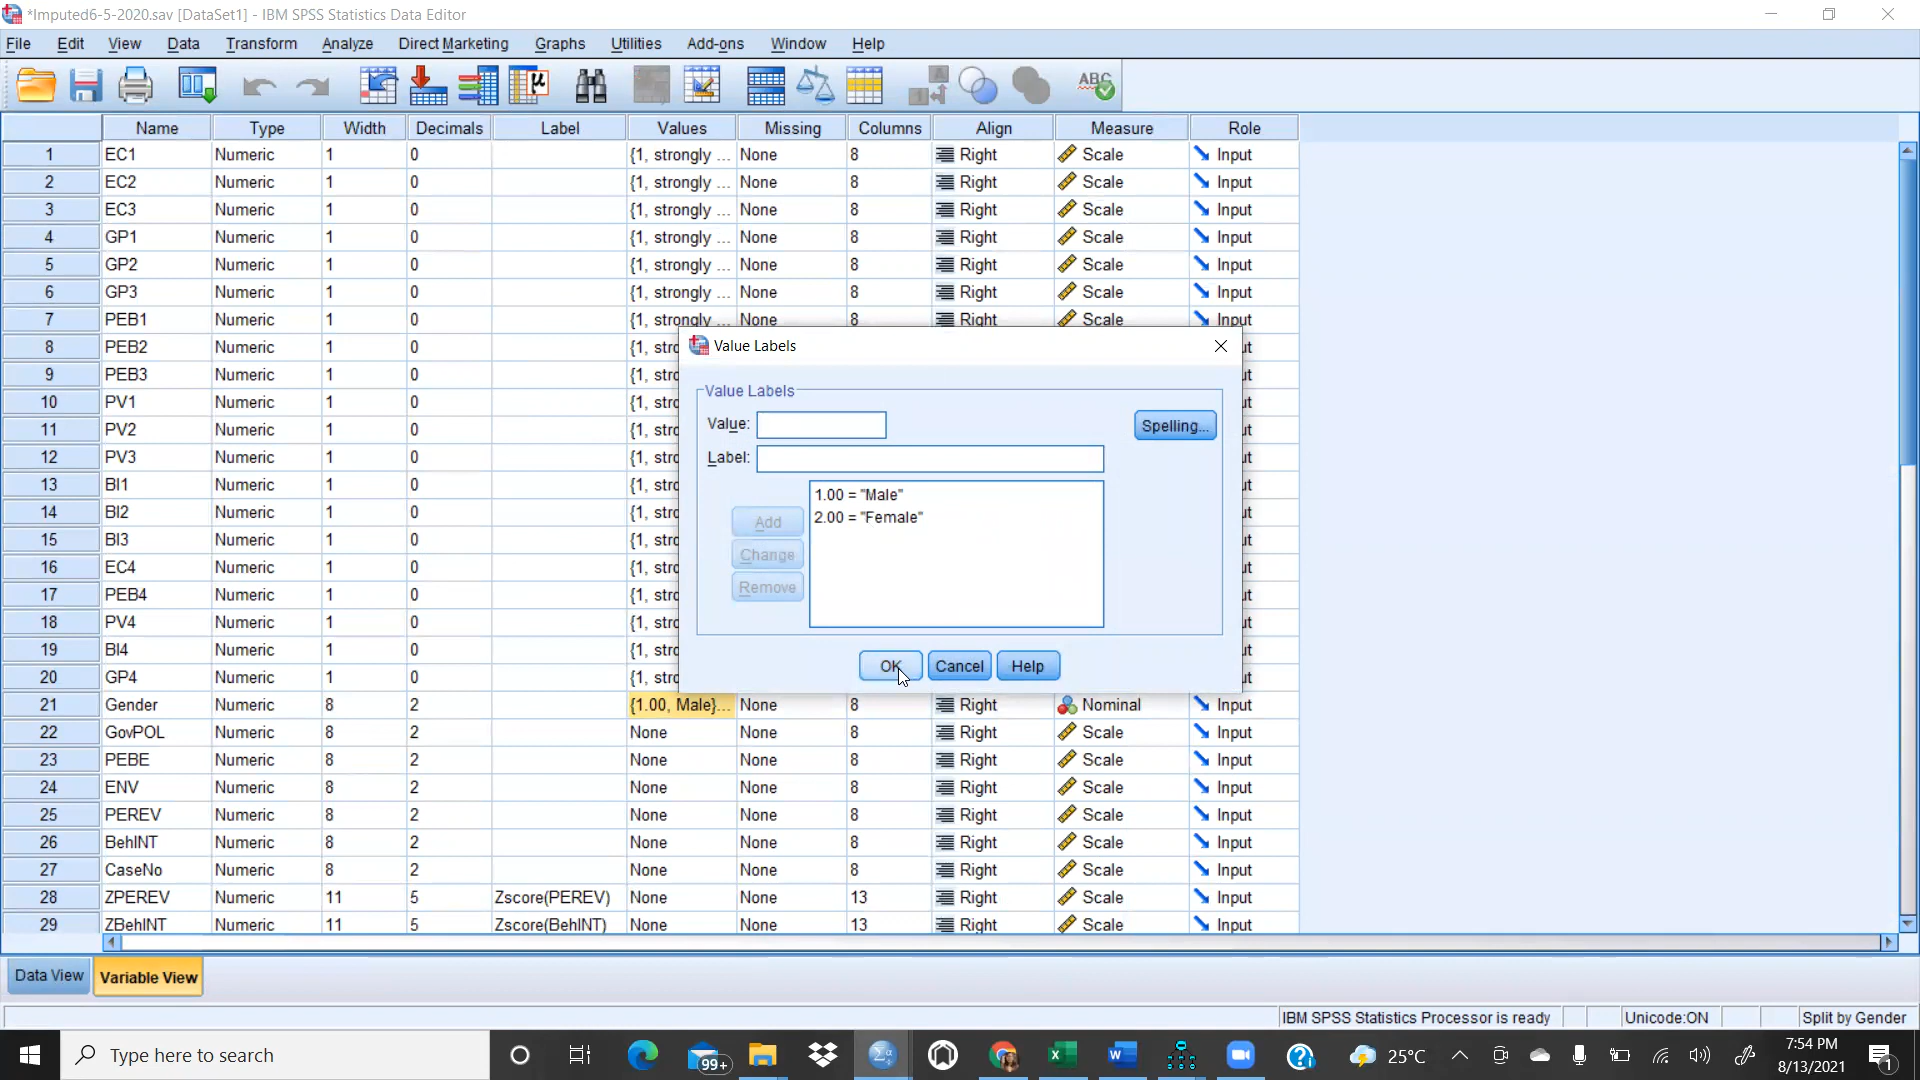 *Imputed6-5-2020.sav [DataSet1] - IBM SPSS Statistics Data Editor
File Edit View Data Transform Analyze Direct Marketing Graphs Utilities Add-ons Window Help
Name Type Width Decimals Label Values Missing Columns Align Measure Role
1 EC1 Numeric 1 0 {1, strongly ... None 8 Right Scale Input
2 EC2 Numeric 1 0 {1, strongly ... None 8 Right Scale Input
3 EC3 Numeric 1 0 {1, strongly ... None 8 Right Scale Input
4 GP1 Numeric 1 0 {1, strongly ... None 8 Right Scale Input
5 GP2 Numeric 1 0 {1, strongly ... None 8 Right Scale Input
6 GP3 Numeric 1 0 {1, strongly ... None 8 Right Scale Input
7 PEB1 Numeric 1 0 {1, strongly ... None 8 Right Scale Input
8 PEB2 Numeric 1 0 {1, stro ut
9 PEB3 Numeric 1 0 {1, stro ut
10 PV1 Numeric 1 0 {1, stro ut
11 PV2 Numeric 1 0 {1, stro ut
12 PV3 Numeric 1 0 {1, stro ut
13 BI1 Numeric 1 0 {1, stro ut
14 BI2 Numeric 1 0 {1, stro ut
15 BI3 Numeric 1 0 {1, stro ut
16 EC4 Numeric 1 0 {1, stro ut
17 PEB4 Numeric 1 0 {1, stro ut
18 PV4 Numeric 1 0 {1, stro ut
19 BI4 Numeric 1 0 {1, stro ut
20 GP4 Numeric 1 0 {1, stro ut
21 Gender Numeric 8 2 {1.00, Male}... None 8 Right Nominal Input
22 GovPOL Numeric 8 2 None None 8 Right Scale Input
23 PEBE Numeric 8 2 None None 8 Right Scale Input
24 ENV Numeric 8 2 None None 8 Right Scale Input
25 PEREV Numeric 8 2 None None 8 Right Scale Input
26 BehINT Numeric 8 2 None None 8 Right Scale Input
27 CaseNo Numeric 8 2 None None 8 Right Scale Input
28 ZPEREV Numeric 11 5 Zscore(PEREV) None None 13 Right Scale Input
29 ZBehINT Numeric 11 5 Zscore(BehINT) None None 13 Right Scale Input
Value Labels
Value Labels
Value: Spelling...
Label:
1.00 = "Male"
2.00 = "Female"
Add
Change
Remove
OK Cancel Help
Data View Variable View
IBM SPSS Statistics Processor is ready Unicode:ON Split by Gender
Type here to search 99+ 25°C 7:54 PM
8/13/2021 1